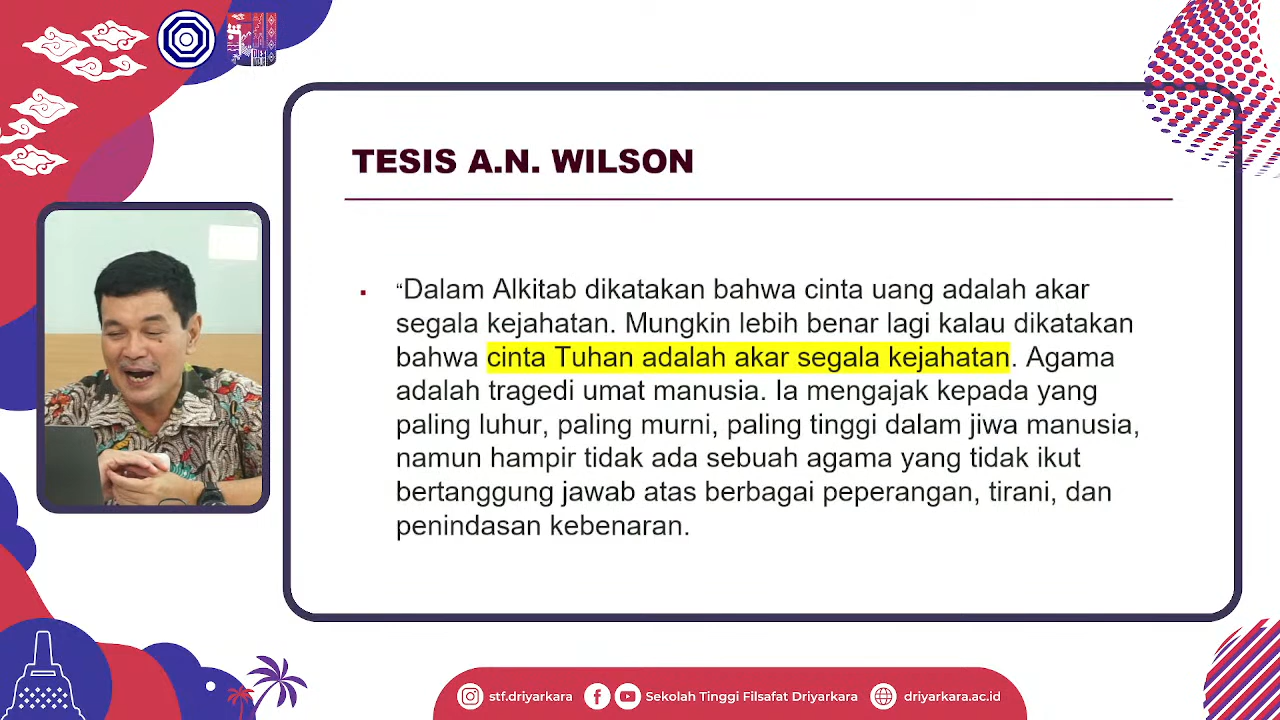 TESIS A.N. WILSON
“Dalam Alkitab dikatakan bahwa cinta uang adalah akar
segala kejahatan. Mungkin lebih benar lagi kalau dikatakan
bahwa cinta Tuhan adalah akar segala kejahatan. Agama
adalah tragedi umat manusia. Ia mengajak kepada yang
paling luhur, paling murni, paling tinggi dalam jiwa manusia,
namun hampir tidak ada sebuah agama yang tidak ikut
bertanggung jawab atas berbagai peperangan, tirani, dan
penindasan kebenaran.
stf.driyarkara
Sekolah Tinggi Filsafat Driyarkara
driyarkara.ac.id